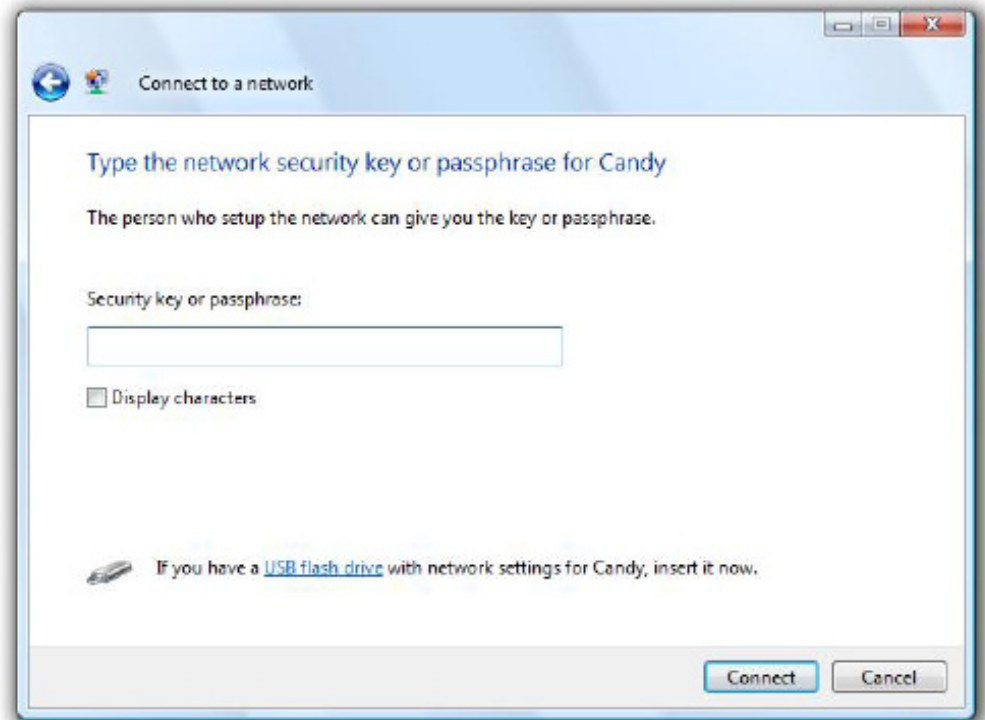 Connect to a network
Type the network security key or passphrase for Candy
The person who setup the network can give you the key or passphrase.
Security key or passphrase:
Display characters
If you have a USB flash drive with network settings for Candy, insert it now.
Connect
Cancel